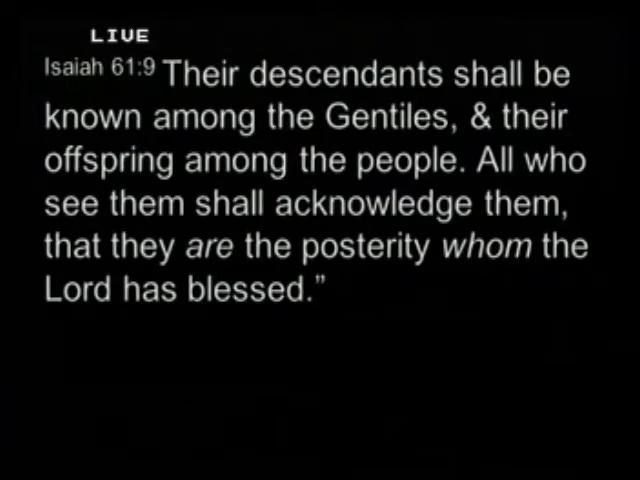 LIVE
Isaiah 61:9 Their descendants shall be
known among the Gentiles, & their
offspring among the people. All who
see them shall acknowledge them,
that they are the posterity whom the
Lord has blessed.”